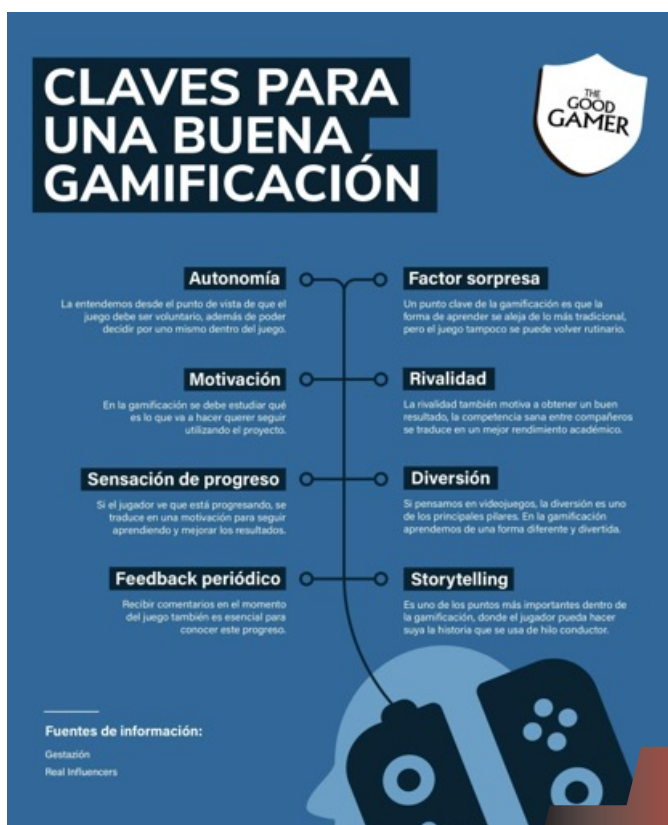 CLAVES PARA
UNA BUENA
GAMIFICACIÓN
THE
GOOD
GAMER
Autonomía
La entendemos desde el punto de vista de que el
juego debe ser voluntario, además de poder
decidir por uno mismo dentro del juego.
Motivación
En la gamificación se debe estudiar qué
es lo que va a hacer querer seguir
utilizando el proyecto.
Sensación de progreso
Si el jugador ve que está progresando, se
traduce en una motivación para seguir
aprendiendo y mejorar los resultados.
Feedback periódico
Recibir comentarios en el momento
del juego también es esencial para
conocer este progreso.
Factor sorpresa
Un punto clave de la gamificación es que la
forma de aprender se aleja de lo más tradicional,
pero el juego tampoco se puede volver rutinario.
Rivalidad
La rivalidad también motiva a obtener un buen
resultado, la competencia sana entre compañeros
se traduce en un mejor rendimiento académico.
Diversión
Si pensamos en videojuegos, la diversión es uno
de los principales pilares. En la gamificación
aprendemos de una forma diferente y divertida.
Storytelling
Es uno de los puntos más importantes dentro de
la gamificación, donde el jugador pueda hacer
suya la historia que se usa de hilo conductor.
Fuentes de información:
Gestazión
Real Influencers